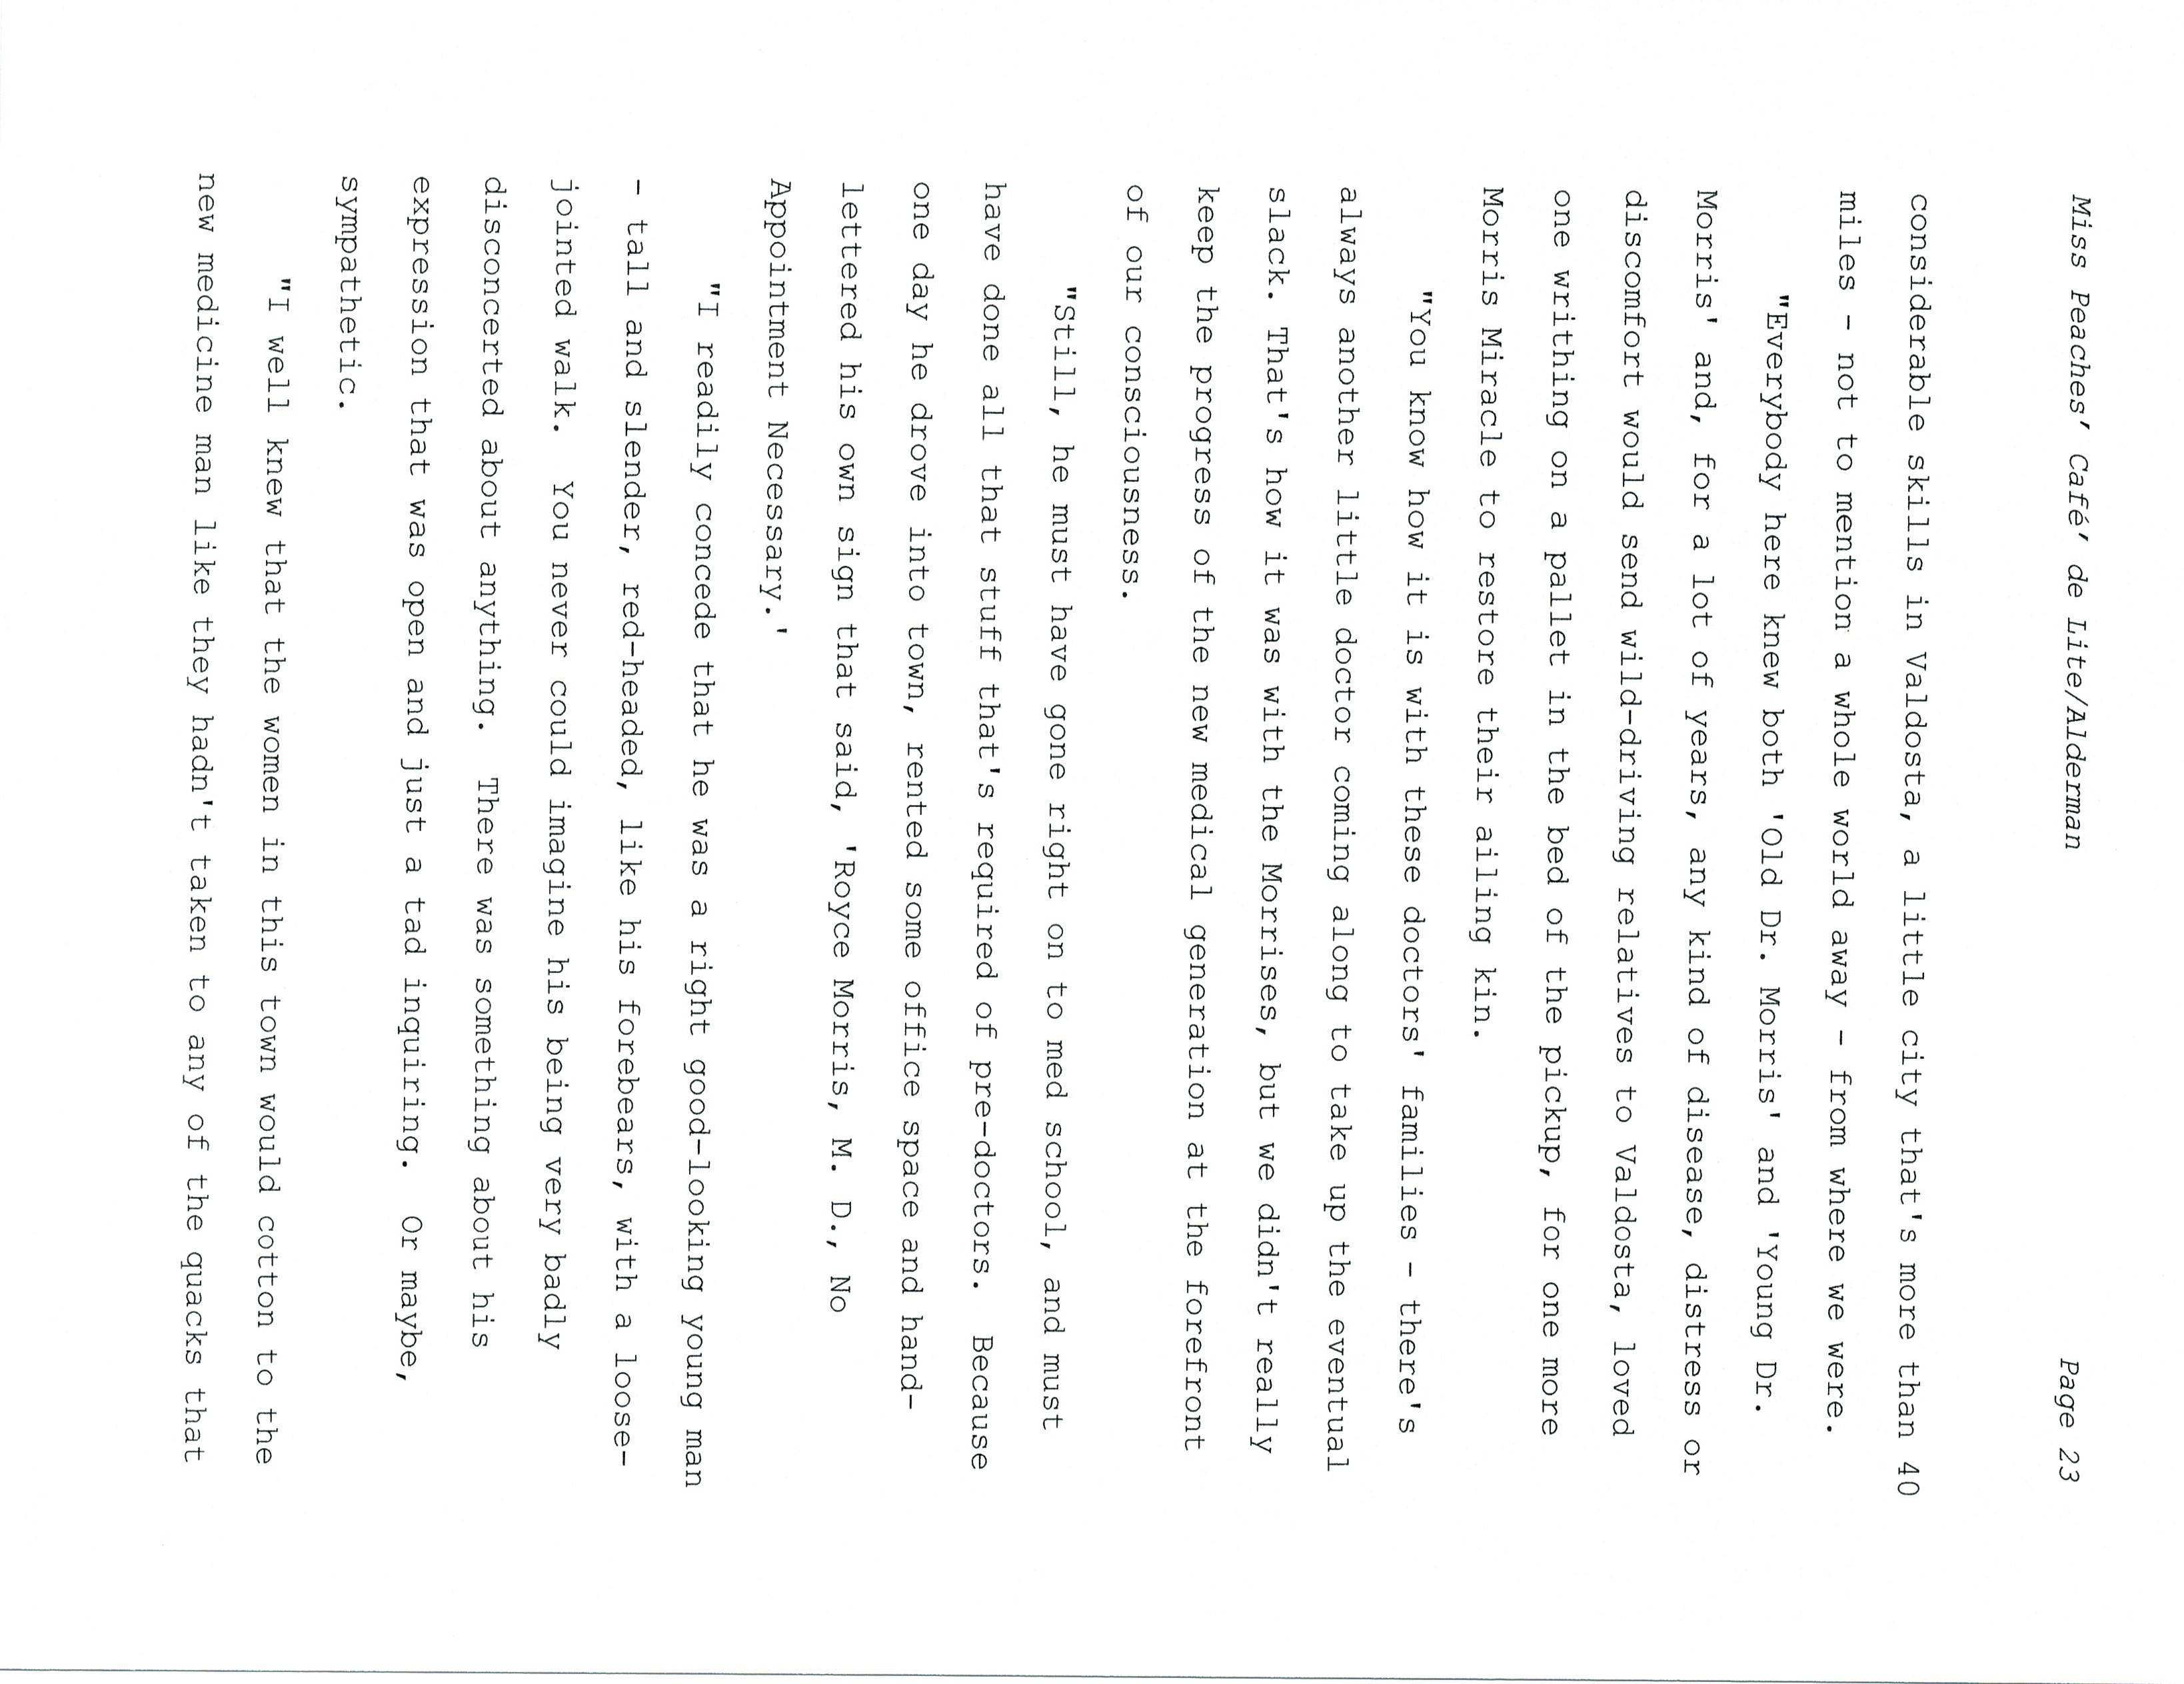 Miss Peaches' Café' de Lite/Alderman Page 23
considerable skills in Valdosta, a little city that's more than 40
miles - not to mention a whole world away - from where we were.
"Everybody here knew both 'Old Dr. Morris' and 'Young Dr.
Morris' and, for a lot of years, any kind of disease, distress or
discomfort would send wild-driving relatives to Valdosta, loved
one writhing on a pallet in the bed of the pickup, for one more
Morris Miracle to restore their ailing kin.
"You know how it is with these doctors' families - there's
always another little doctor coming along to take up the eventual
slack. That's how it was with the Morrises, but we didn't really
keep the progress of the new medical generation at the forefront
of our consciousness.
"Still, he must have gone right on to med school, and must
have done all that stuff that's required of pre-doctors. Because
one day he drove into town, rented some office space and hand-
lettered his own sign that said, 'Royce Morris, M. D., No
Appointment Necessary.'
"I readily concede that he was a right good-looking young man
- tall and slender, red-headed, like his forebears, with a loose-
jointed walk. You never could imagine his being very badly
disconcerted about anything. There was something about his
expression that was open and just a tad inquiring. Or maybe,
sympathetic.
"I well knew that the women in this town would cotton to the
new medicine man like they hadn't taken to any of the quacks that